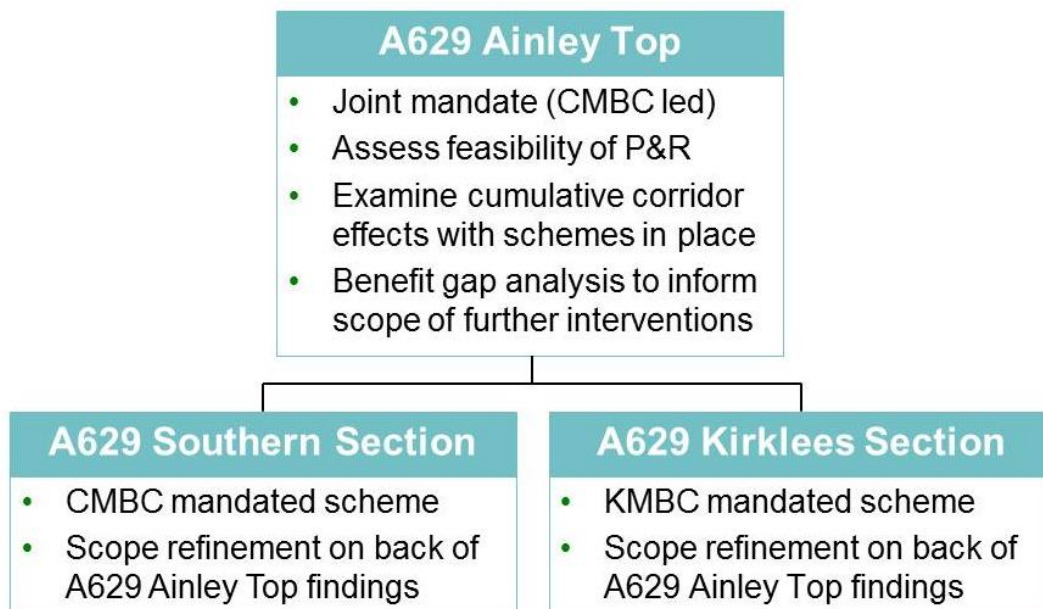 A629 Ainley Top
• Joint mandate (CMBC led)
• Assess feasibility of P&R
• Examine cumulative corridor
effects with schemes in place
• Benefit gap analysis to inform
scope of further interventions
A629 Southern Section
• CMBC mandated scheme
• Scope refinement on back of
A629 Ainley Top findings
A629 Kirklees Section
• KMBC mandated scheme
• Scope refinement on back of
A629 Ainley Top findings